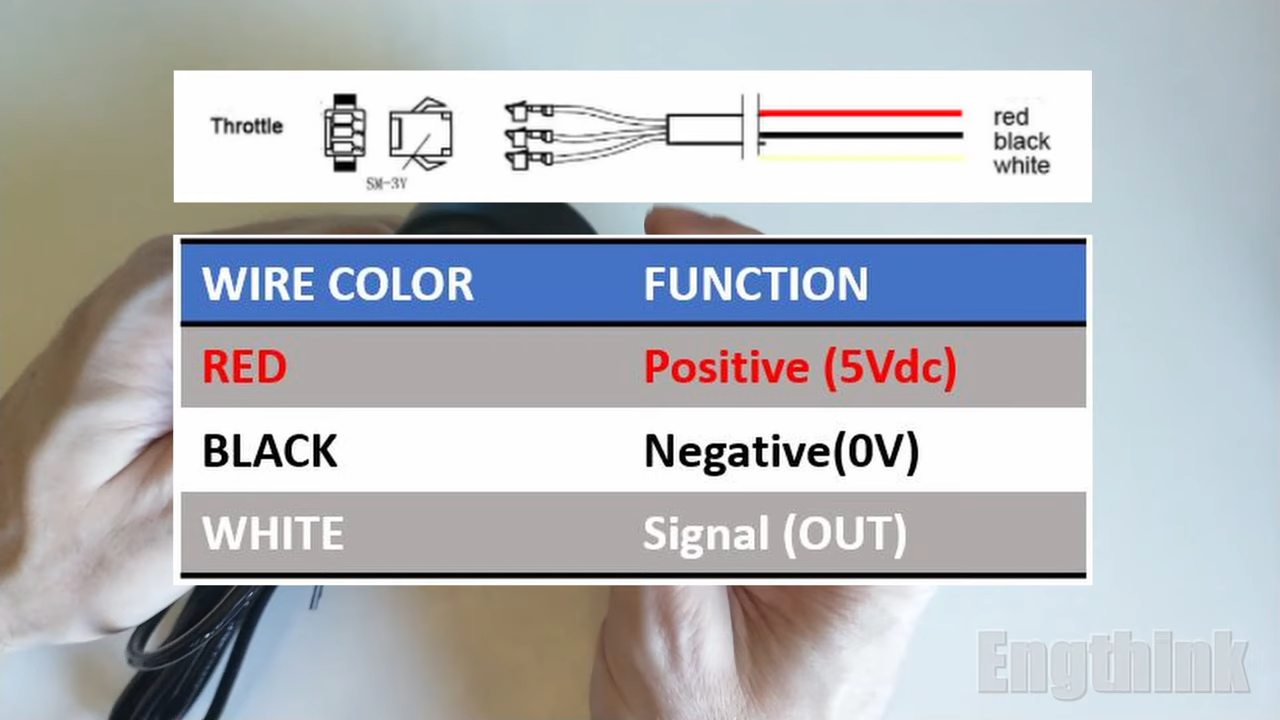 Throttle
SM-3Y
red
black
white
WIRE COLOR FUNCTION
RED Positive (5Vdc)
BLACK Negative(0V)
WHITE Signal (OUT)
Engthink